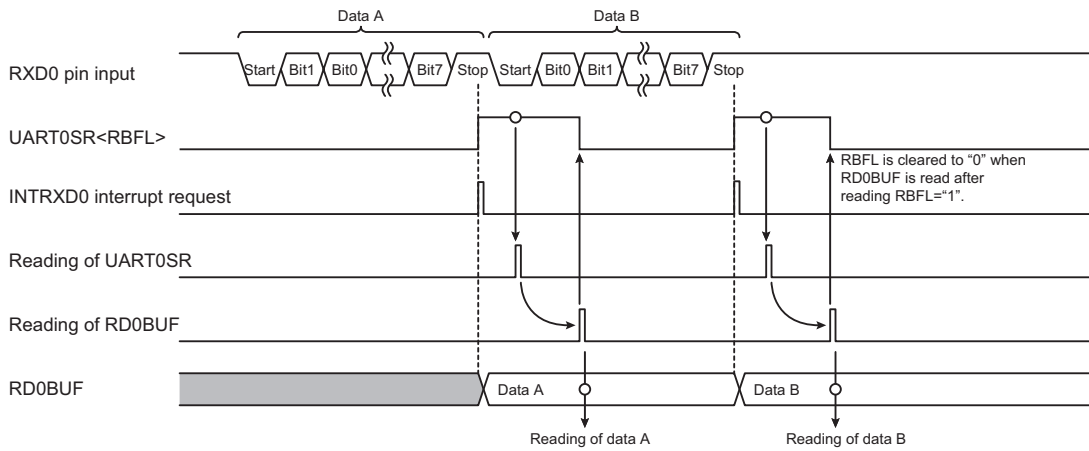 Data A
Data B
RXD0 pin input
Start Bit1 Bit0 Bit7 Stop Start Bit0 Bit1 Bit7 Stop
UART0SR<RBFL>
RBFL is cleared to “0” when
RD0BUF is read after
reading RBFL=“1”.
INTRXD0 interrupt request
Reading of UART0SR
Reading of RD0BUF
RD0BUF
Data A
Data B
Reading of data A
Reading of data B